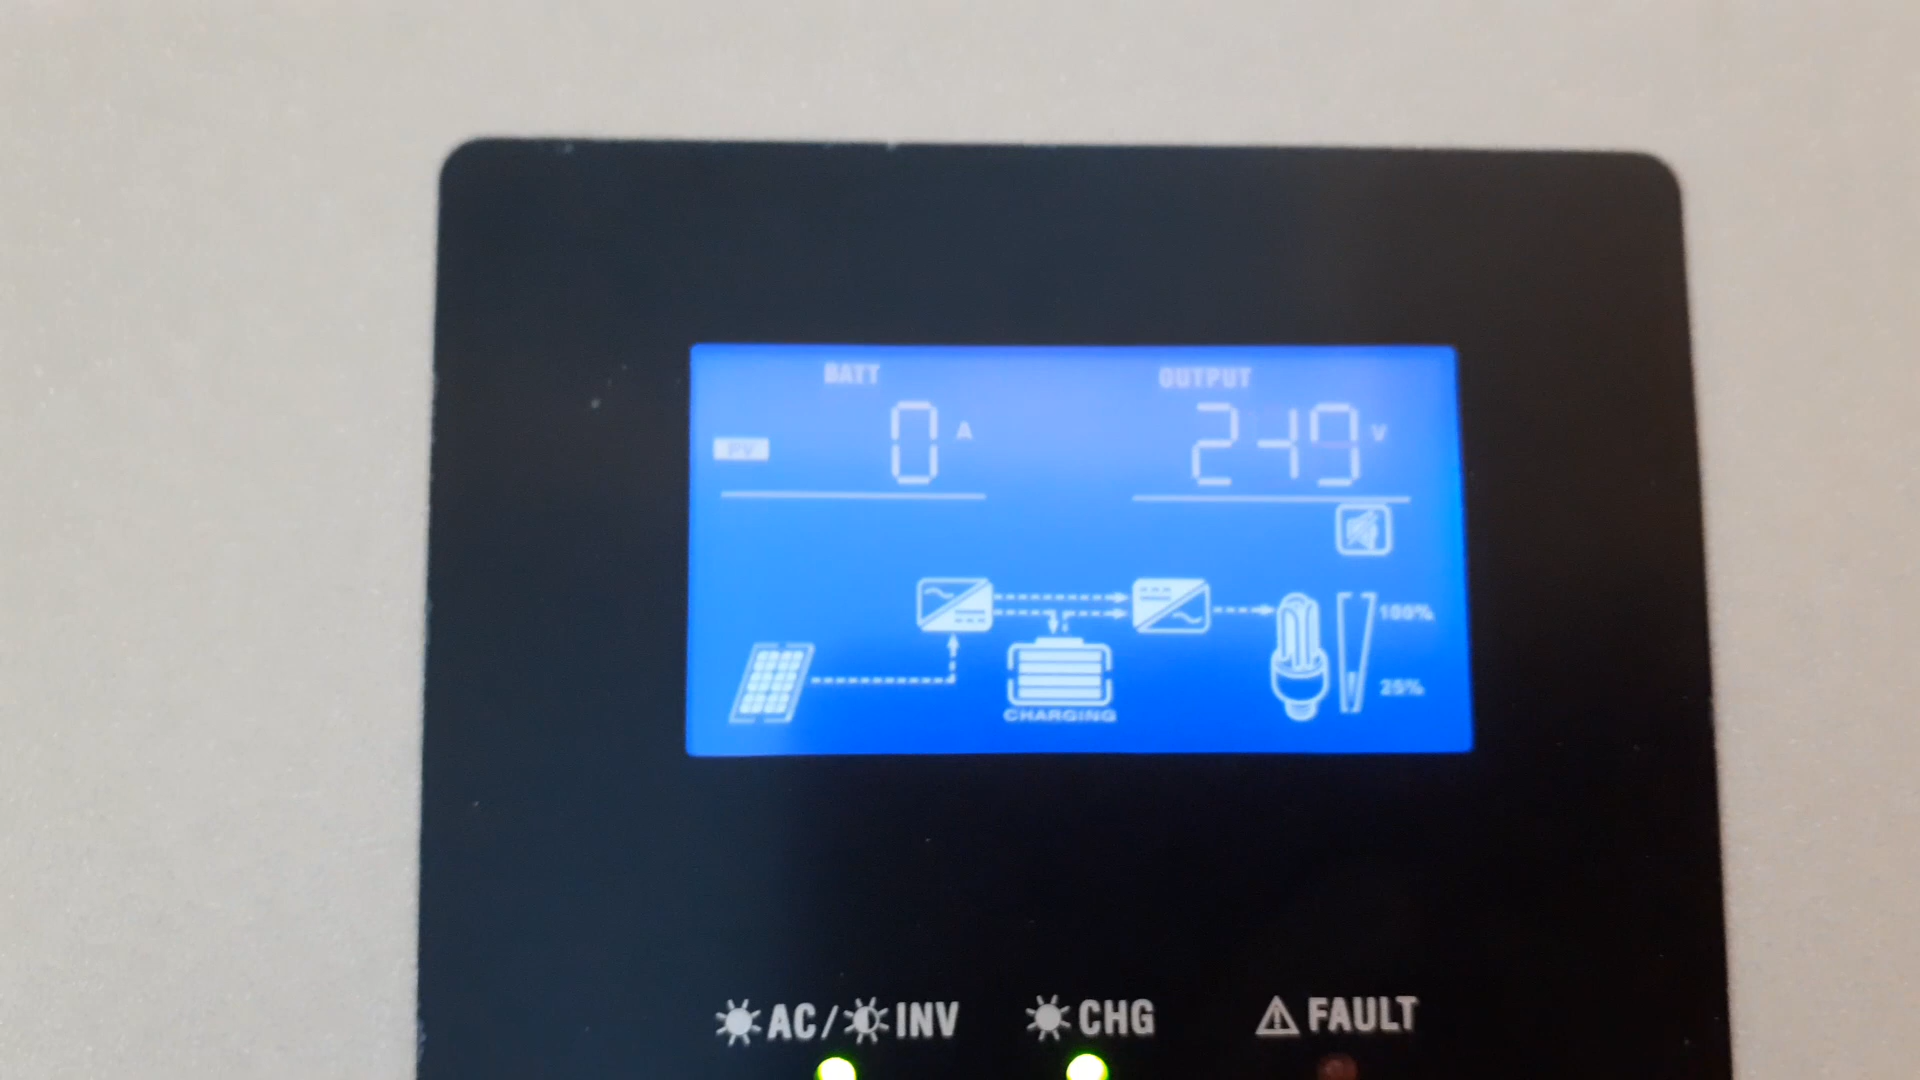 BATT OUTPUT
PV 0 A 249 V
100%
25%
CHARGING
AC/ INV CHG FAULT